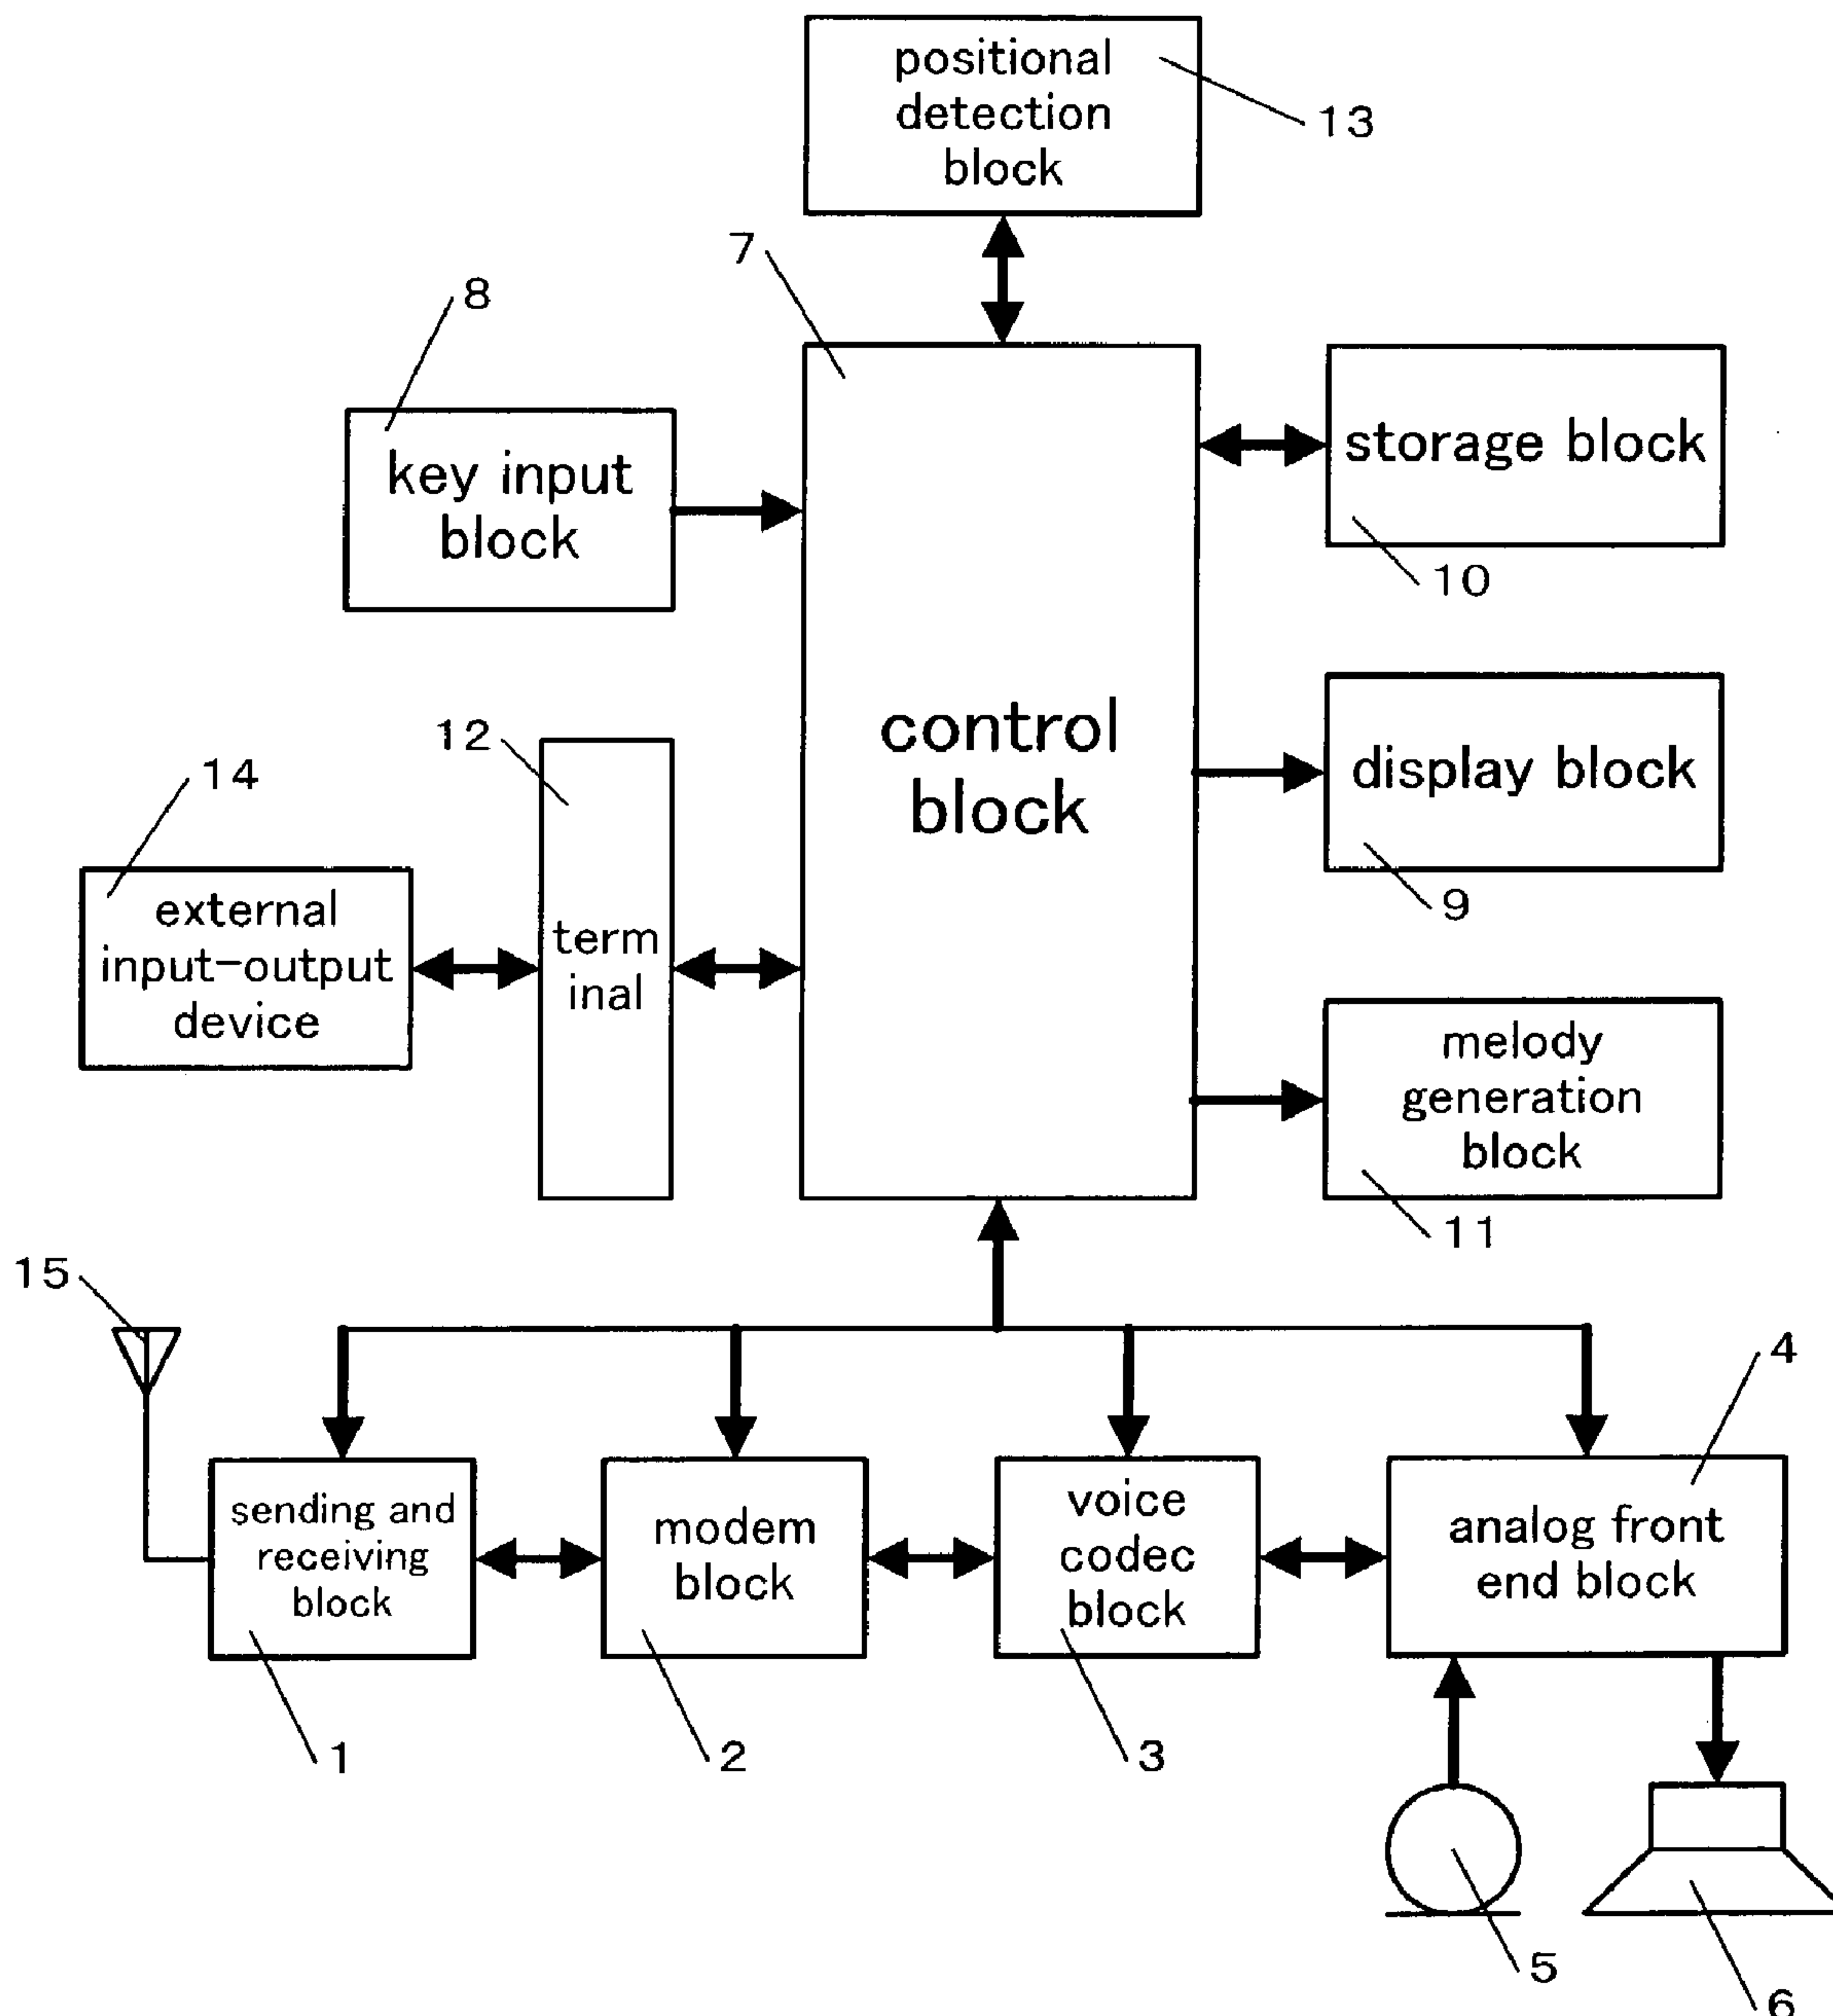 positional
detection
block
13
7
8
key input
block
storage block
10
control
block
12
14
external
input-output
device
term
inal
display block
9
melody
generation
block
11
15
4
sending and
receiving
block
modem
block
voice
codec
block
analog front
end block
1
2
3
5
6